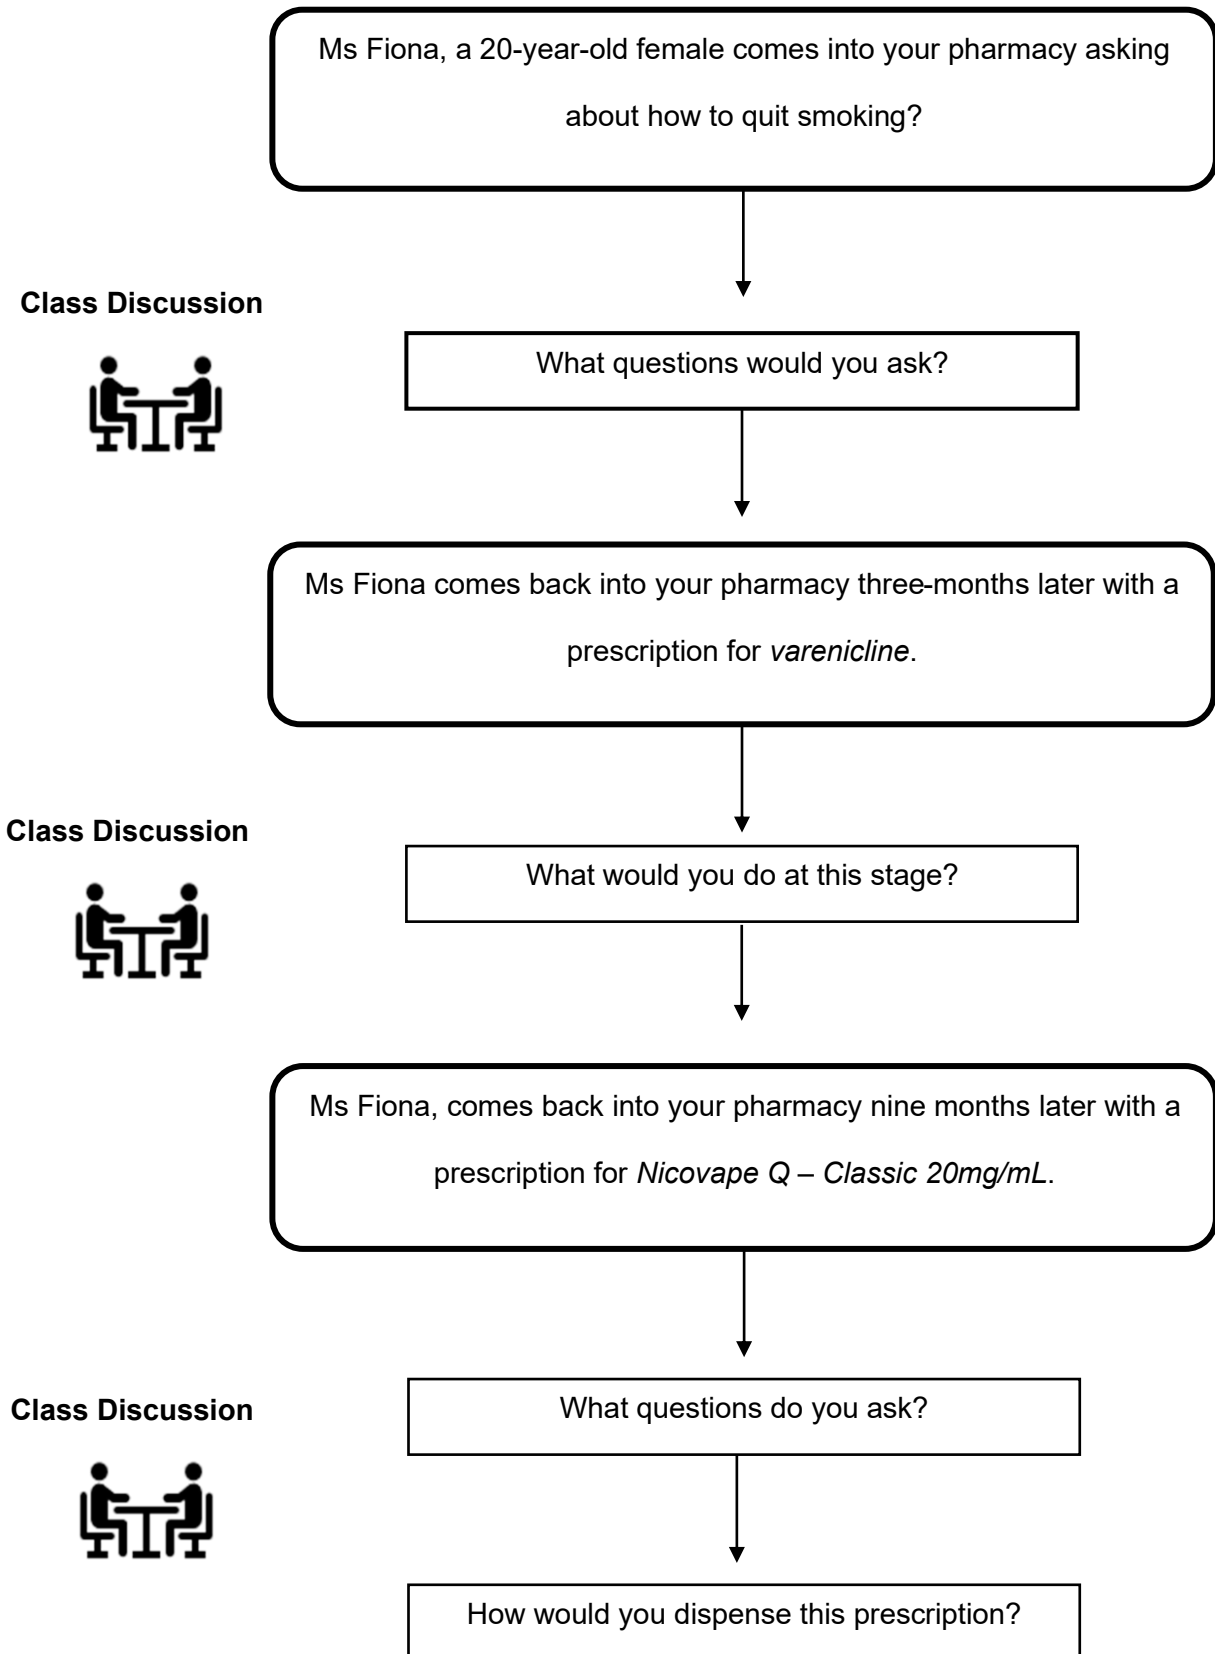 Ms Fiona, a 20-year-old female comes into your pharmacy asking
about how to quit smoking?
Class Discussion
What questions would you ask?
Ms Fiona comes back into your pharmacy three-months later with a
prescription for varenicline.
Class Discussion
What would you do at this stage?
Ms Fiona, comes back into your pharmacy nine months later with a
prescription for Nicovape Q – Classic 20mg/mL.
Class Discussion
What questions do you ask?
How would you dispense this prescription?